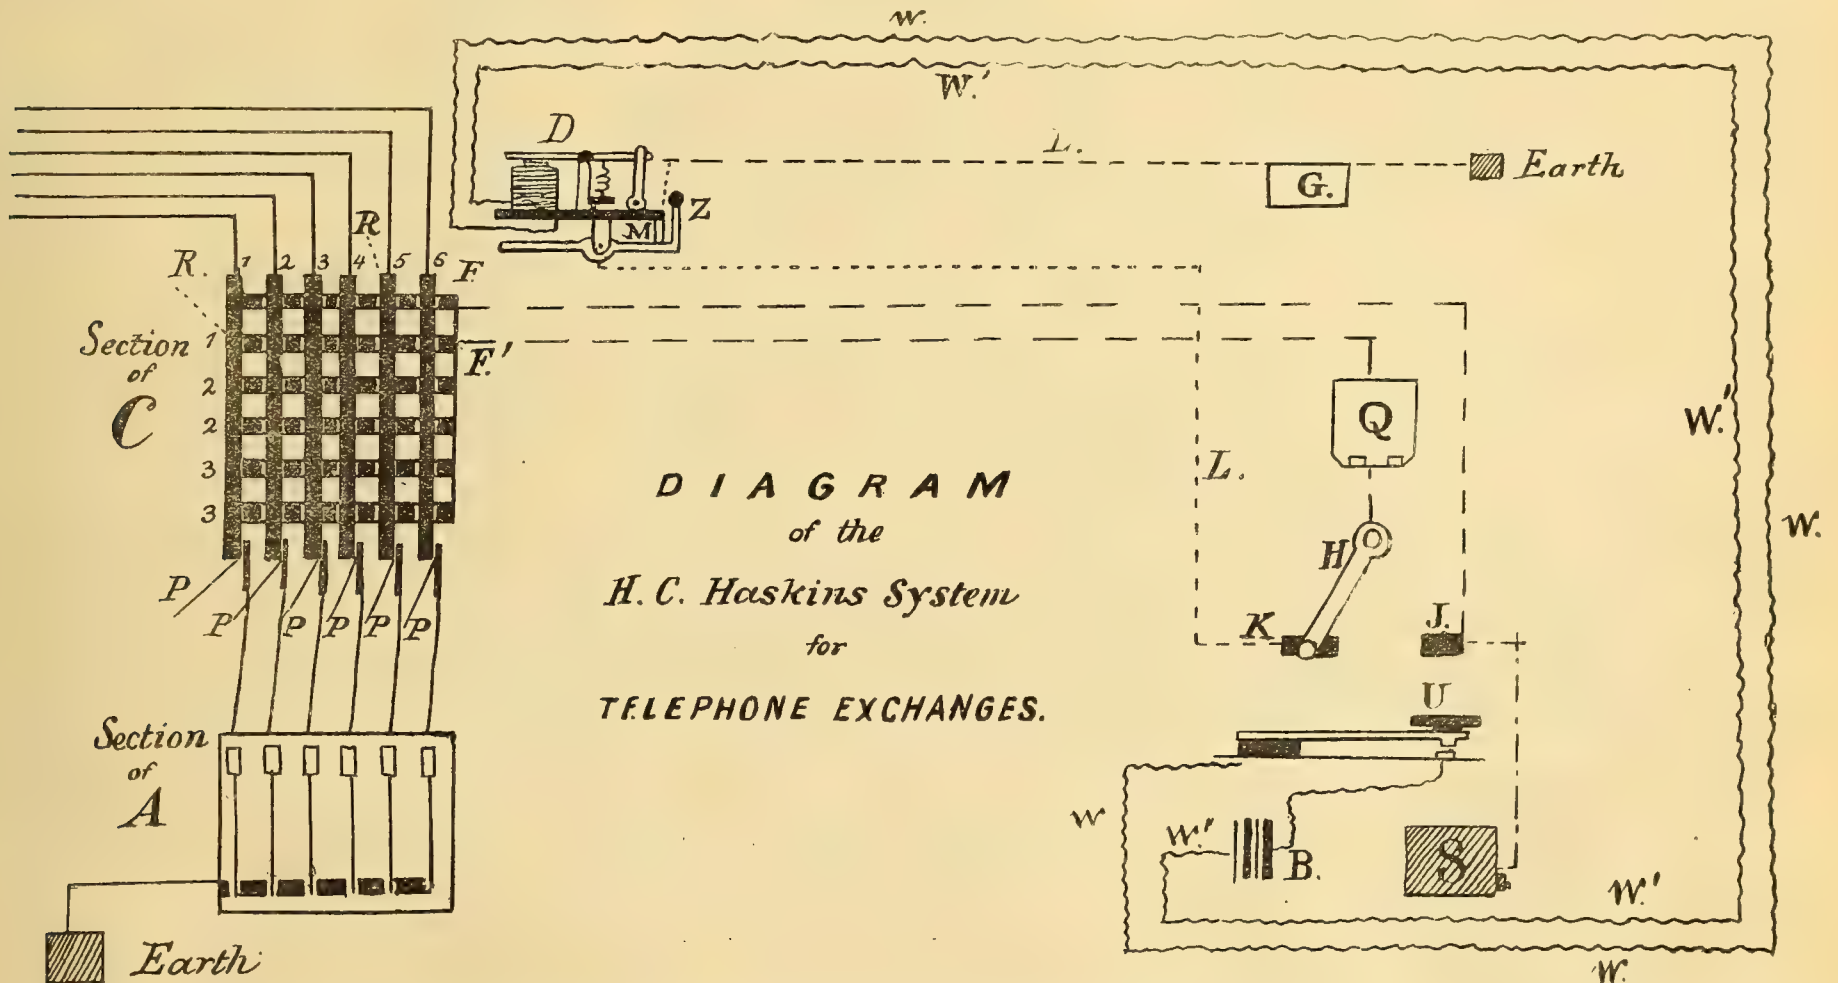 w.
W.'
D
L.
G.
Earth
Z
M
R
R. 1 2 3 4 5 6 F.
Section 1
of
C
F.'
2
2
3
3
Q
W.'
L.
W.
DIAGRAM
of the
H. C. Haskins System
for
TELEPHONE EXCHANGES.
H
K
J.
P P P P P P
U
Section
of
A
w
W.'
B.
S
W.'
Earth
W.